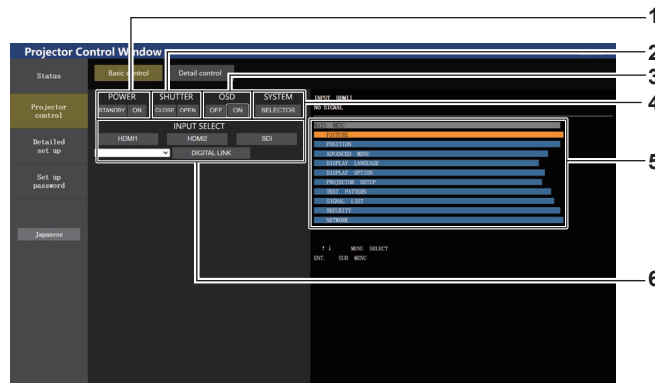 1
Projector Control Window
2
Status
Basic control
Detail control
3
POWER
SHUTTER
OSD
SYSTEM
INPUT HDMI1
4
STANDBY
ON
CLOSE
OPEN
OFF
ON
SELECTOR
NO SIGNAL
Projector
control
INPUT SELECT
MAIN MENU
HDMI1
HDMI2
SDI
PICTURE
DIGITAL LINK
POSITION
ADVANCED MENU
5
Detailed
set up
DISPLAY LANGUAGE
DISPLAY OPTION
PROJECTOR SETUP
TEST PATTERN
SIGNAL LIST
SECURITY
NETWORK
Set up
password
Japanese
↑↓ MENU SELECT
ENT. SUB MENU
6